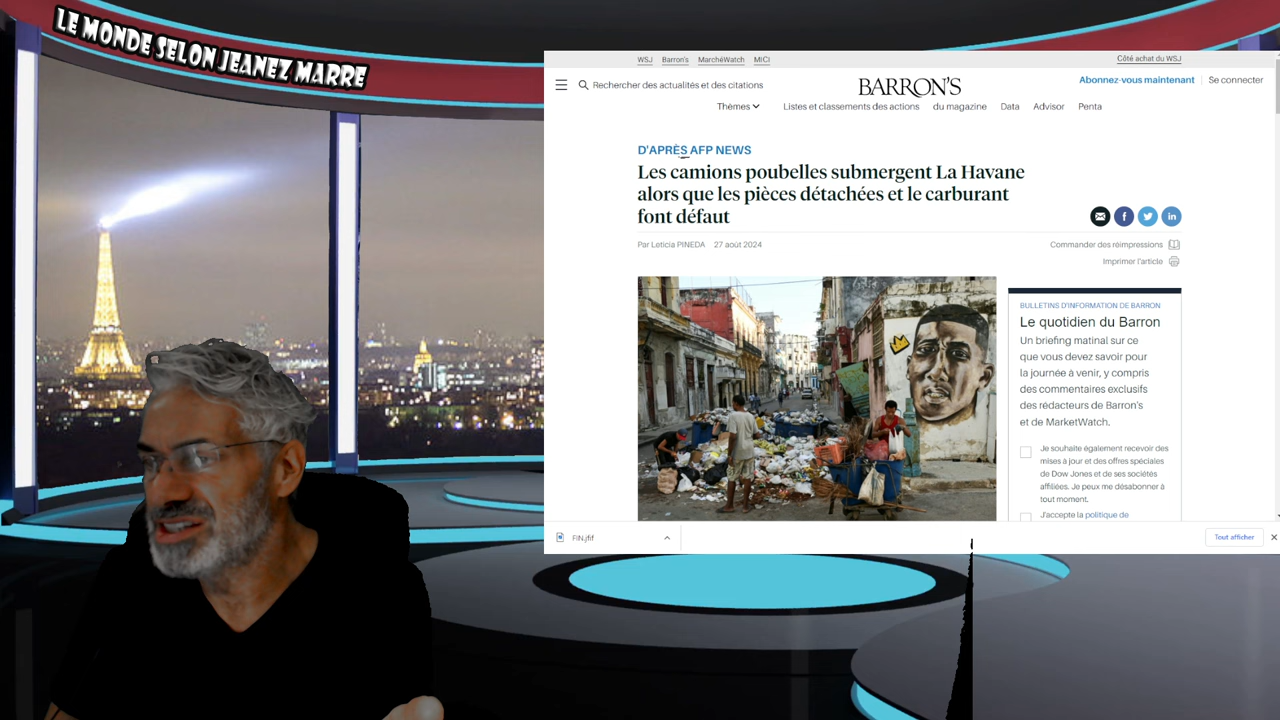 LE MONDE SELON JEANEZ MARRE
WSJ Barron's MarchéWatch MICI
Côté achat du WSJ
Rechercher des actualités et des citations
BARRON'S
Abonnez-vous maintenant Se connecter
Thèmes Listes et classements des actions du magazine Data Advisor Penta
D'APRÈS AFP NEWS
Les camions poubelles submergent La Havane
alors que les pièces détachées et le carburant
font défaut
Par Leticia PINEDA 27 août 2024
Commander des réimpressions
Imprimer l'article
BULLETINS D'INFORMATION DE BARRON
Le quotidien du Barron
Un briefing matinal sur ce
que vous devez savoir pour
la journée à venir, y compris
des commentaires exclusifs
des rédacteurs de Barron's
et de MarketWatch.
Je souhaite également recevoir des
mises à jour et des offres spéciales
de Dow Jones et de ses sociétés
affiliées. Je peux me désabonner à
tout moment.
J'accepte la politique de
FIN.jfif
Tout afficher